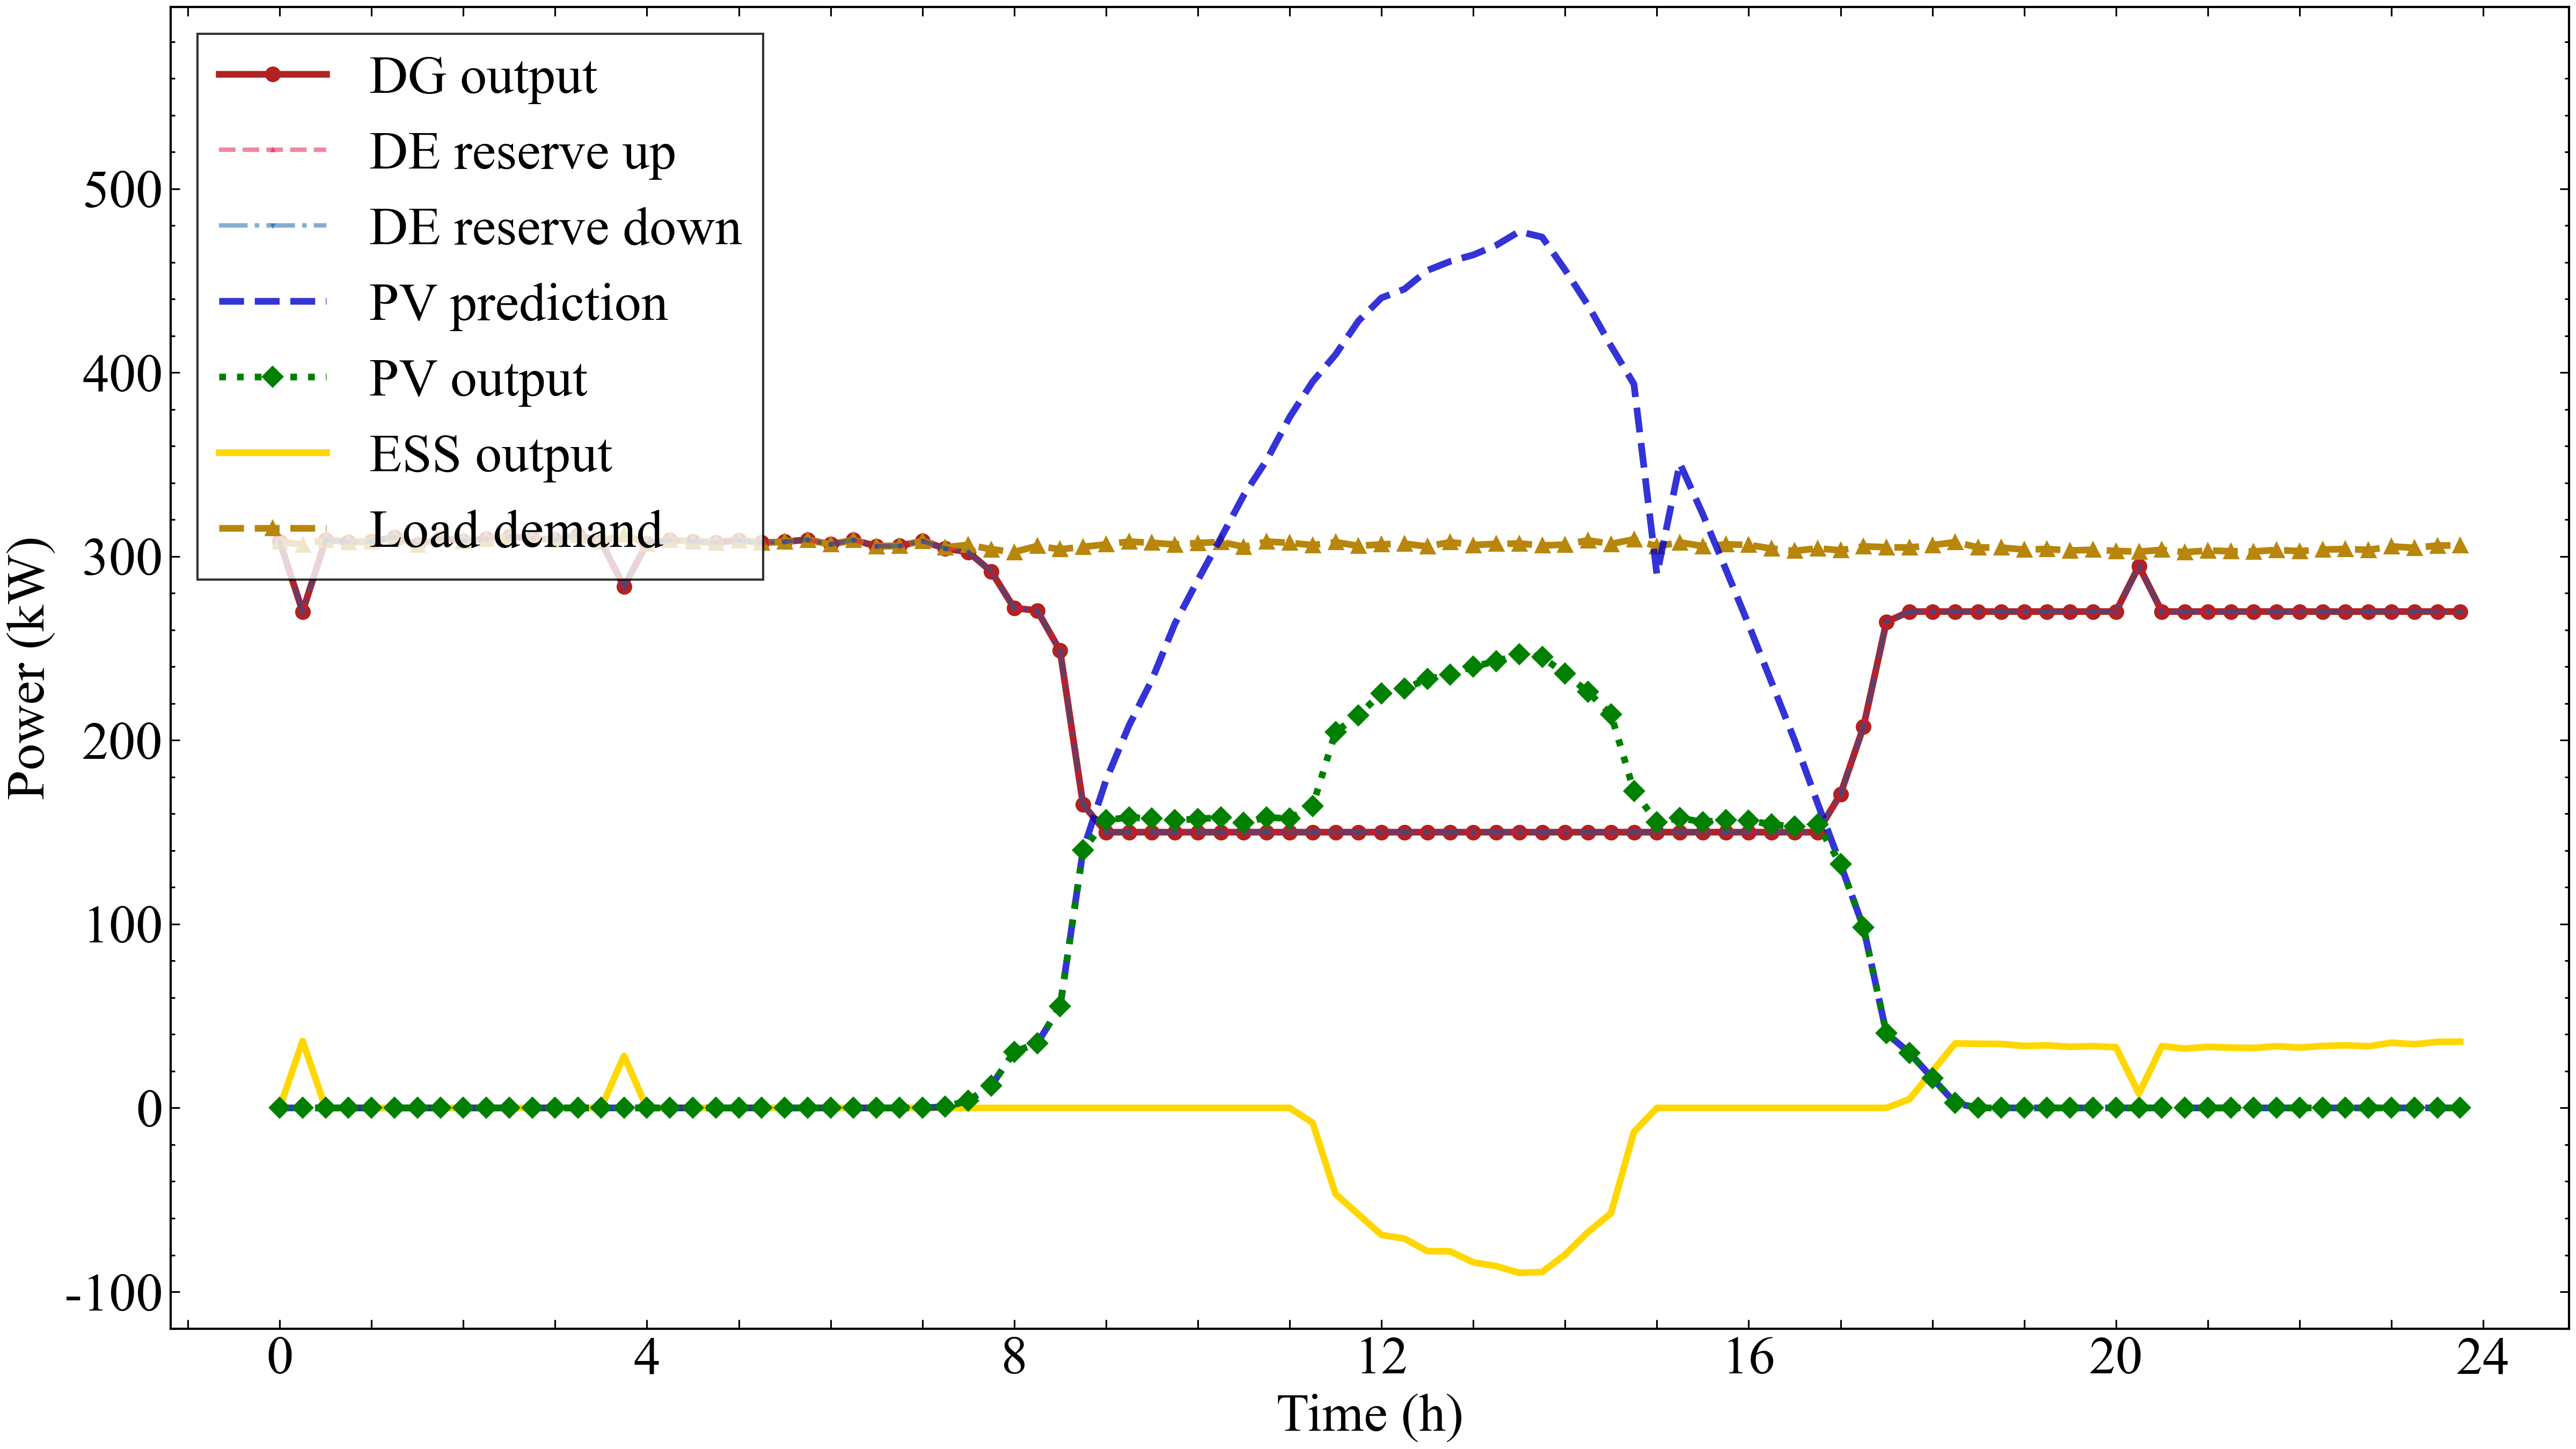 DG output
DE reserve up
DE reserve down
PV prediction
PV output
ESS output
Load demand
Power (kW)
500
400
300
200
100
0
-100
0 4 8 12 16 20 24
Time (h)